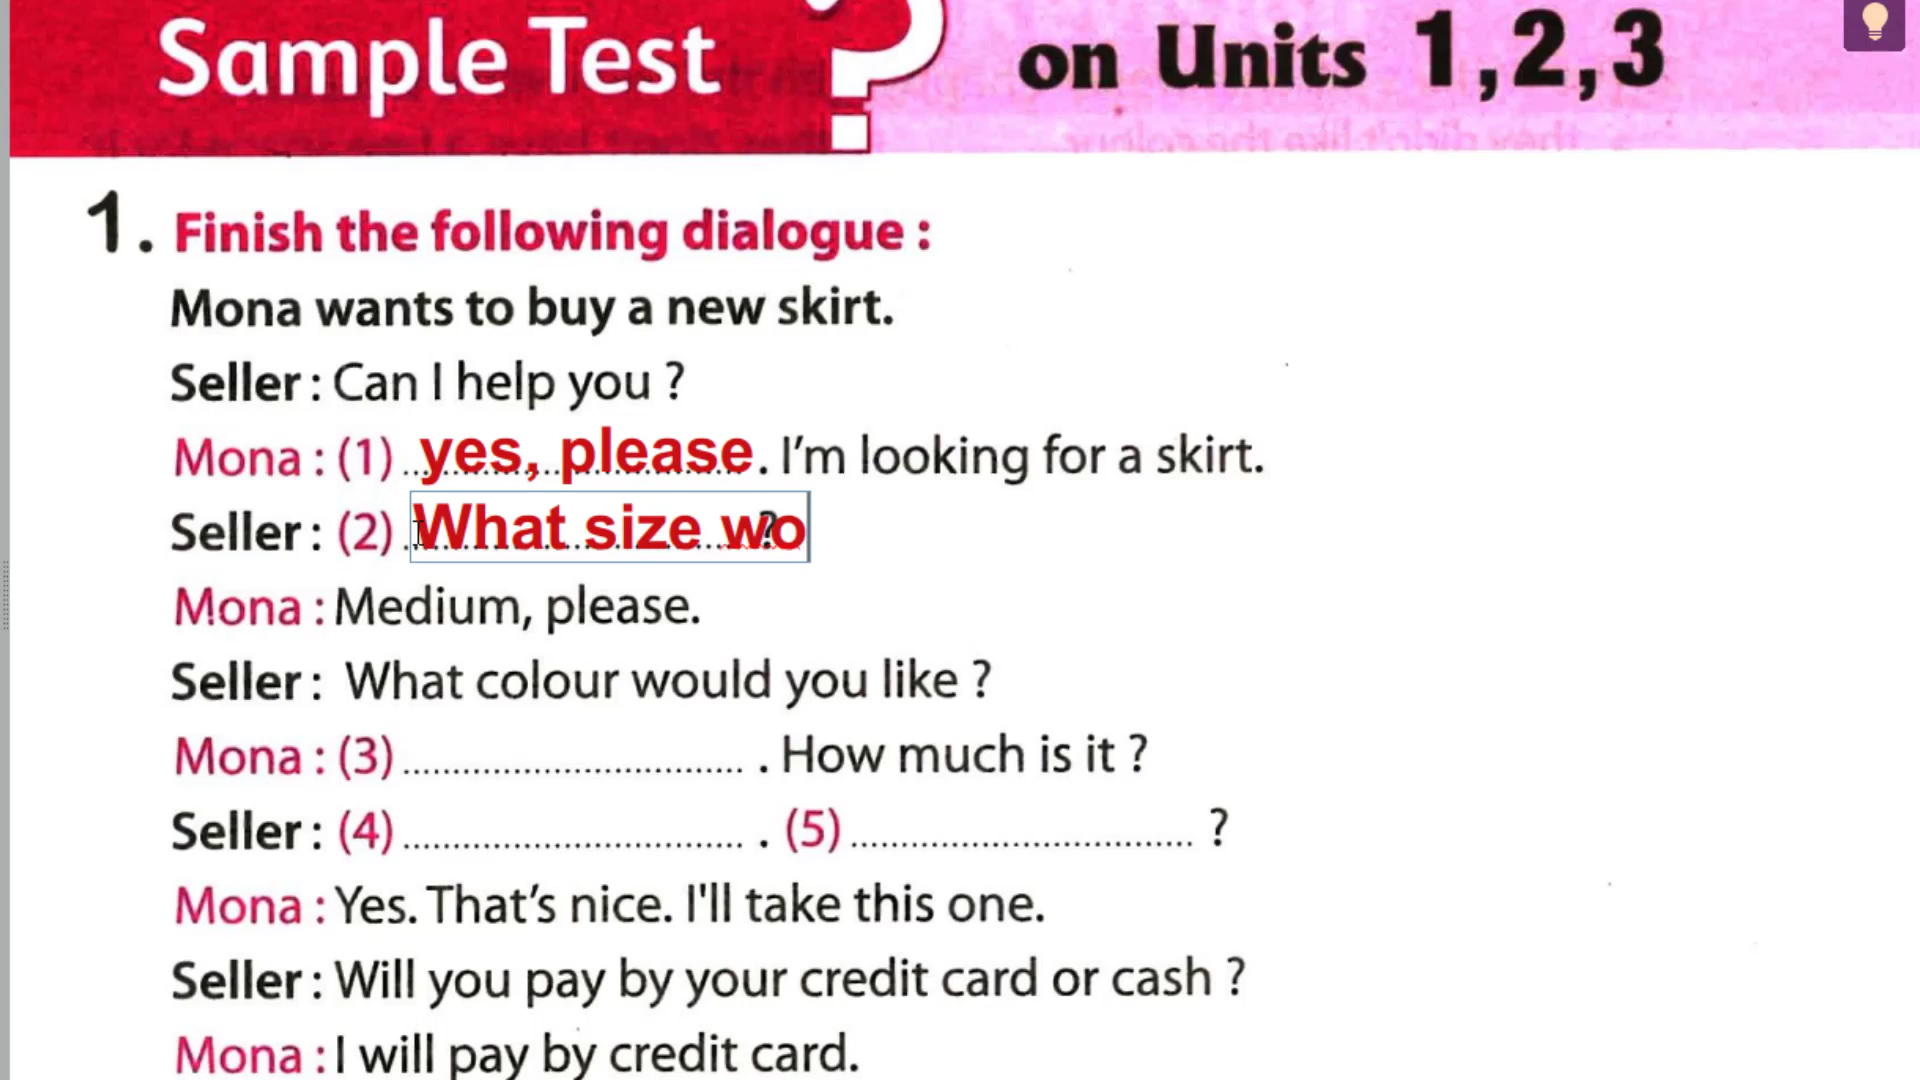 Sample Test ? on Units 1,2,3
1. Finish the following dialogue :
Mona wants to buy a new skirt.
Seller : Can I help you ?
Mona : (1) yes, please. I'm looking for a skirt.
Seller : (2) What size wo ?
Mona : Medium, please.
Seller : What colour would you like ?
Mona : (3) ................................ . How much is it ?
Seller : (4) ................................ . (5) ................................ ?
Mona : Yes. That's nice. I'll take this one.
Seller : Will you pay by your credit card or cash ?
Mona : I will pay by credit card.